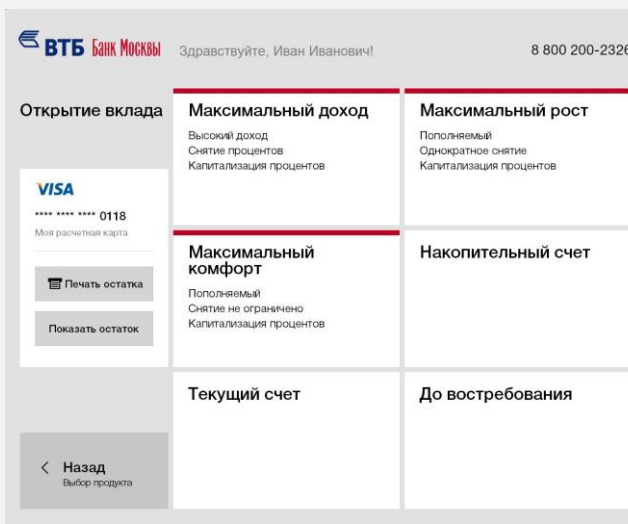 ВТБ Банк Москвы
Здравствуйте, Иван Иванович!
8 800 200-2326
Открытие вклада
VISA
**** **** **** 0118
Моя расчетная карта
Печать остатка
Показать остаток
Назад
Выбор продукта
Максимальный доход
Высокий доход
Снятие процентов
Капитализация процентов
Максимальный рост
Пополняемый
Однократное снятие
Капитализация процентов
Максимальный
комфорт
Пополняемый
Снятие не ограничено
Капитализация процентов
Накопительный счет
Текущий счет
До востребования